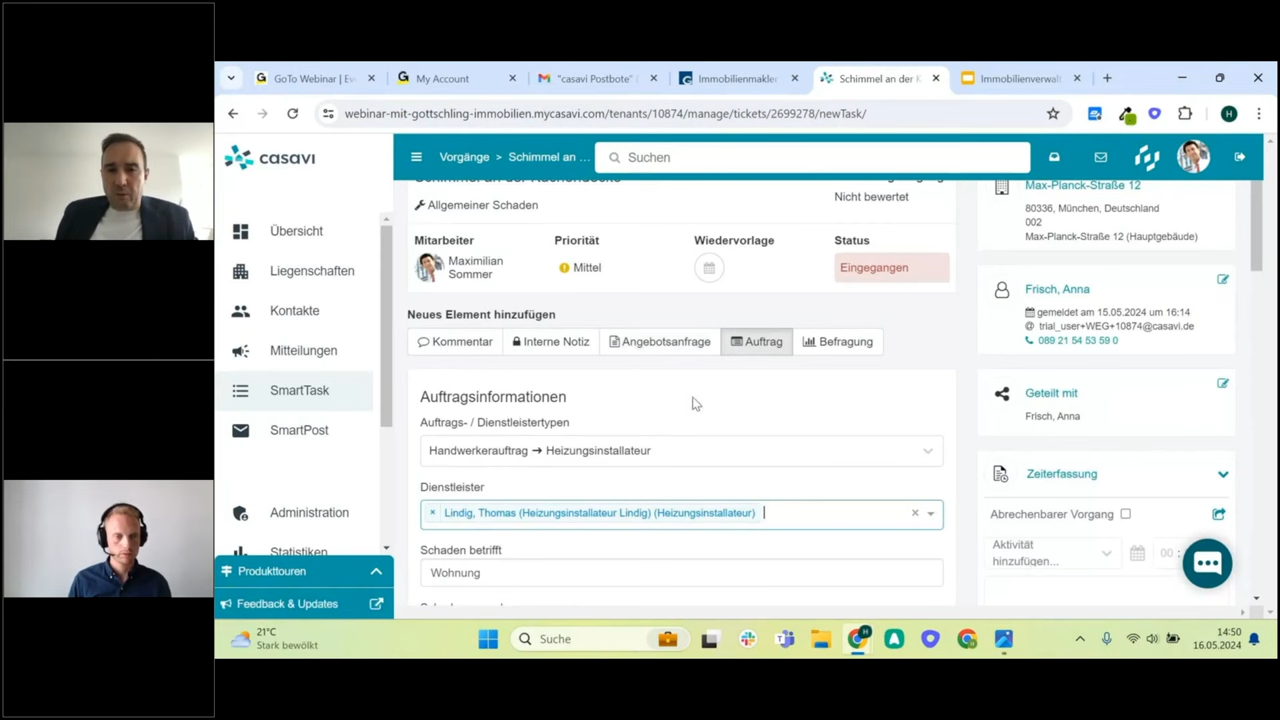 GoTo Webinar | Eve
My Account
"casavi Postbote" &
Immobilienmakle
Schimmel an der K
Immobilienverwal
webinar-mit-gottschling-immobilien.mycasavi.com/tenants/10874/manage/tickets/2699278/newTask/
casavi
Vorgänge > Schimmel an ...
Suchen
Übersicht
Liegenschaften
Kontakte
Mitteilungen
SmartTask
SmartPost
Administration
Statistiken
Produkttouren
Feedback & Updates
Allgemeiner Schaden
Nicht bewertet
Mitarbeiter
Priorität
Wiedervorlage
Status
Maximilian
Sommer
Mittel
Eingegangen
Neues Element hinzufügen
Kommentar
Interne Notiz
Angebotsanfrage
Auftrag
Befragung
Auftragsinformationen
Auftrags- / Dienstleistertypen
Handwerkerauftrag → Heizungsinstallateur
Dienstleister
× Lindig, Thomas (Heizungsinstallateur Lindig) (Heizungsinstallateur)
Schaden betrifft
Wohnung
Max-Planck-Straße 12
80336, München, Deutschland
002
Max-Planck-Straße 12 (Hauptgebäude)
Frisch, Anna
gemeldet am 15.05.2024 um 16:14
trial_user+WEG+10874@casavi.de
089 21 54 53 59 0
Geteilt mit
Frisch, Anna
Zeiterfassung
Abrechenbarer Vorgang
Aktivität
hinzufügen...
00 :
21°C
Stark bewölkt
Suche
14:50
16.05.2024